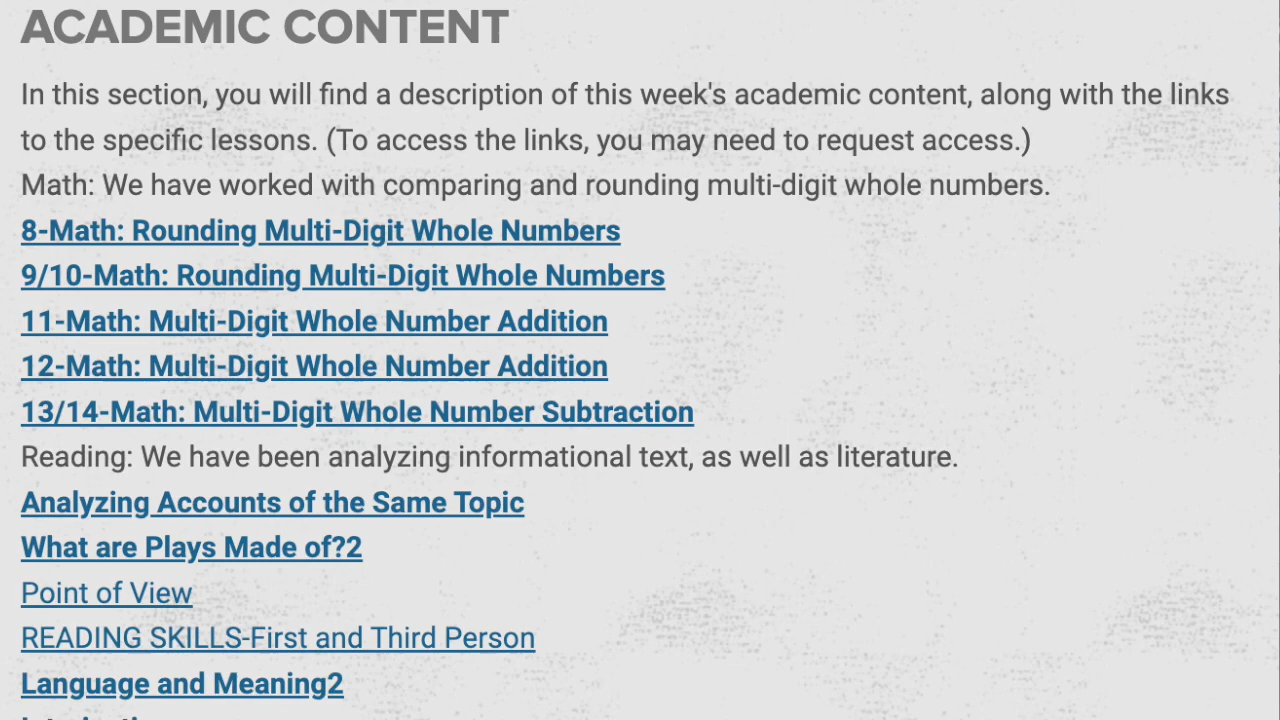 ACADEMIC CONTENT
In this section, you will find a description of this week's academic content, along with the links
to the specific lessons. (To access the links, you may need to request access.)
Math: We have worked with comparing and rounding multi-digit whole numbers.
8-Math: Rounding Multi-Digit Whole Numbers
9/10-Math: Rounding Multi-Digit Whole Numbers
11-Math: Multi-Digit Whole Number Addition
12-Math: Multi-Digit Whole Number Addition
13/14-Math: Multi-Digit Whole Number Subtraction
Reading: We have been analyzing informational text, as well as literature.
Analyzing Accounts of the Same Topic
What are Plays Made of?2
Point of View
READING SKILLS-First and Third Person
Language and Meaning2